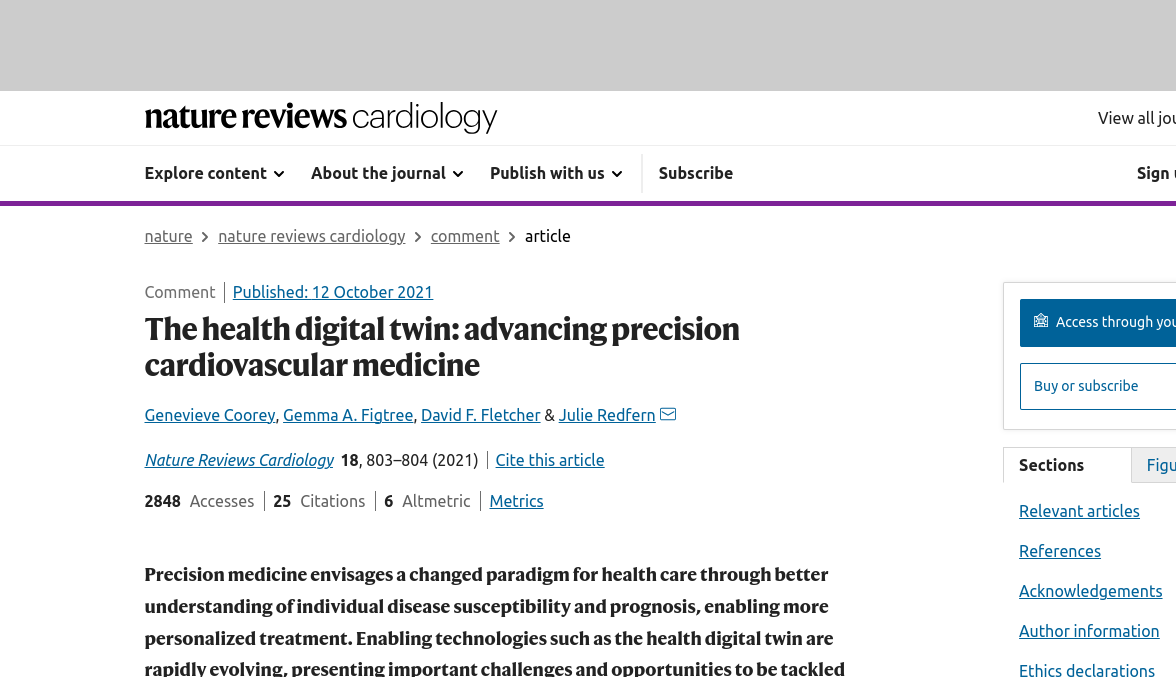 nature reviews cardiology
View all jou
Explore content
About the journal
Publish with us
Subscribe
Sign u
nature > nature reviews cardiology > comment > article
Comment | Published: 12 October 2021
The health digital twin: advancing precision
cardiovascular medicine
Genevieve Coorey, Gemma A. Figtree, David F. Fletcher & Julie Redfern
Nature Reviews Cardiology 18, 803–804 (2021) | Cite this article
2848 Accesses | 25 Citations | 6 Altmetric | Metrics
Precision medicine envisages a changed paradigm for health care through better
understanding of individual disease susceptibility and prognosis, enabling more
personalized treatment. Enabling technologies such as the health digital twin are
rapidly evolving, presenting important challenges and opportunities to be tackled
Access through you
Buy or subscribe
Sections
Figu
Relevant articles
References
Acknowledgements
Author information
Ethics declarations